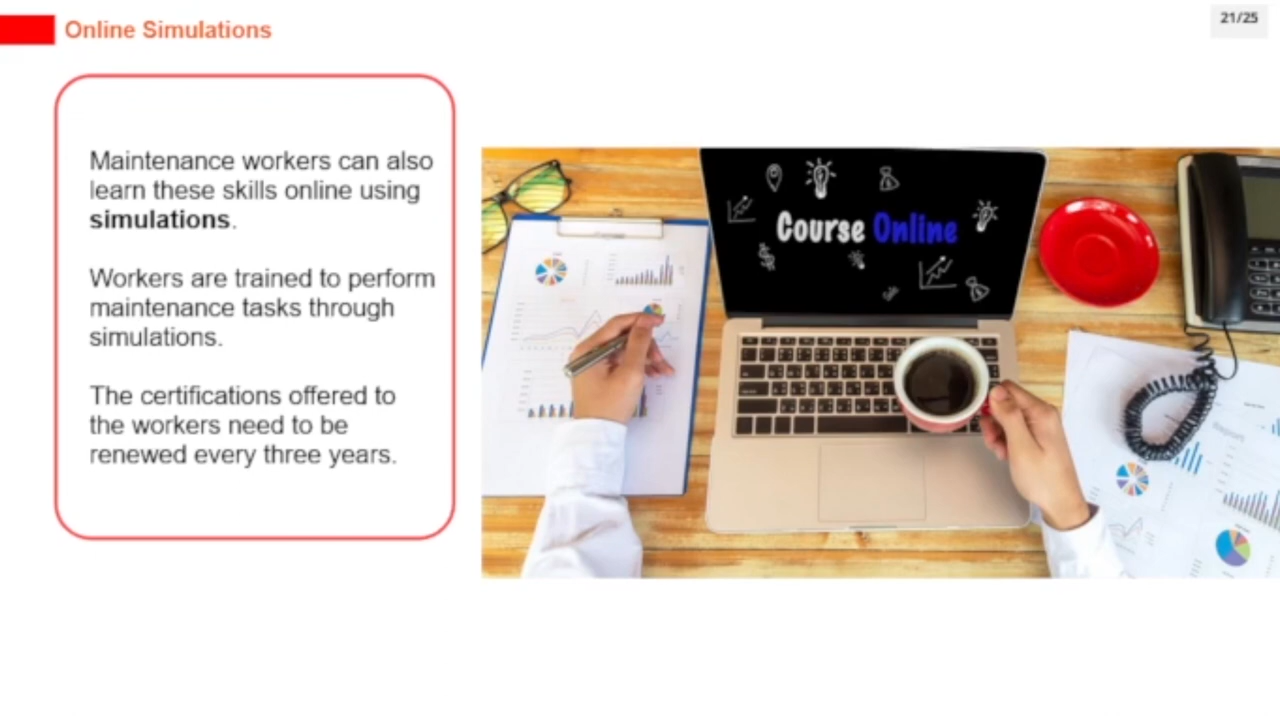 Online Simulations
21/25
Maintenance workers can also
learn these skills online using
simulations.
Workers are trained to perform
maintenance tasks through
simulations.
The certifications offered to
the workers need to be
renewed every three years.
Course Online